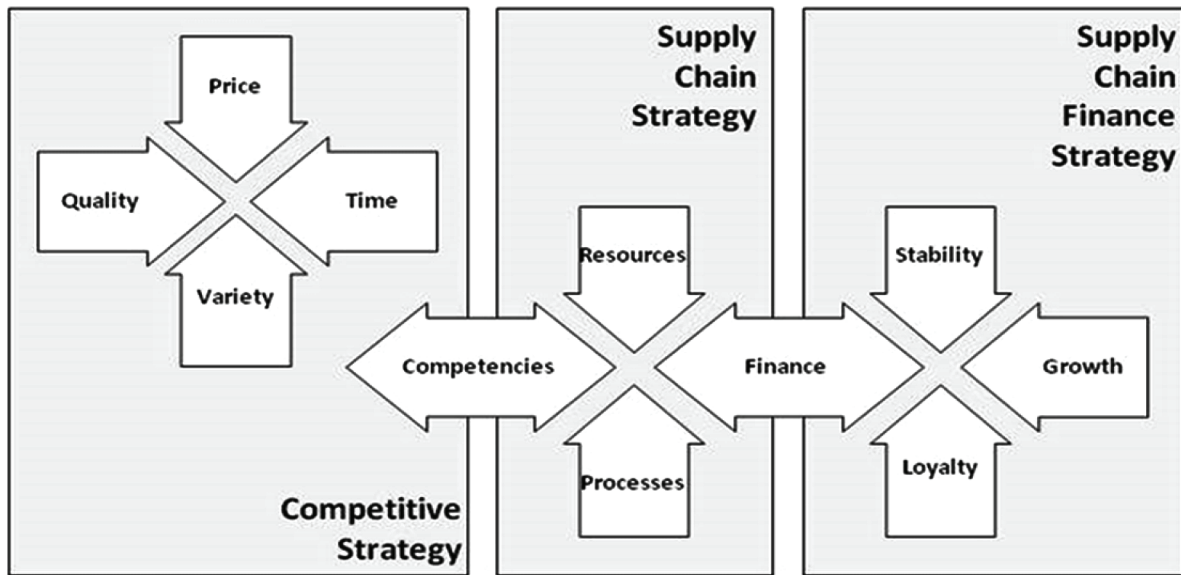 Price
Quality
Time
Variety
Competitive
Strategy
Supply
Chain
Strategy
Resources
Competencies
Finance
Processes
Supply
Chain
Finance
Strategy
Stability
Growth
Loyalty